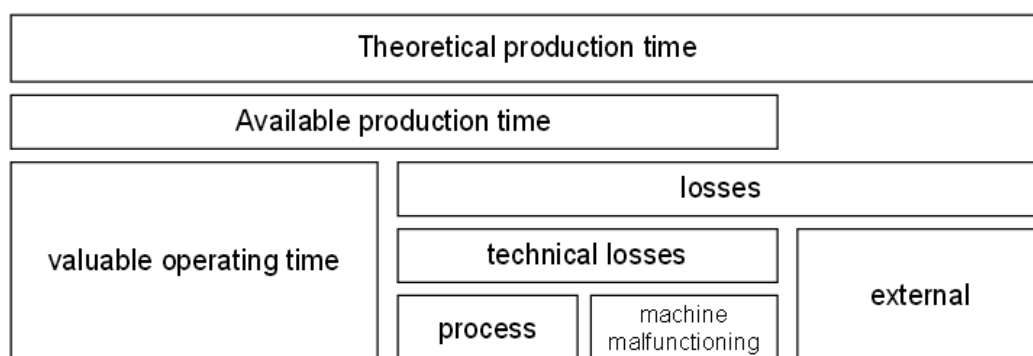 Theoretical production time
Available production time
losses
valuable operating time
technical losses
external
process
machine
malfunctioning